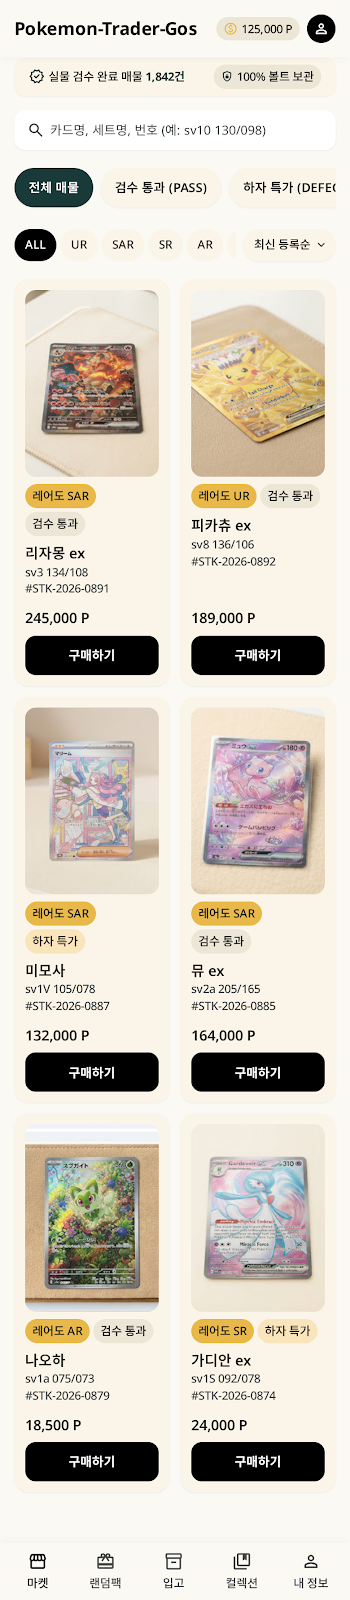 Pokemon-Trader-Gos
125,000 P
실물 검수 완료 매물 1,842건
100% 볼트 보관
카드명, 세트명, 번호 (예: sv10 130/098)
전체 매물
검수 통과 (PASS)
하자 특가 (DEFEC
ALL
UR
SAR
SR
AR
최신 등록순
레어도 SAR
검수 통과
리자몽 ex
sv3 134/108
#STK-2026-0891
245,000 P
구매하기
레어도 UR
검수 통과
피카츄 ex
sv8 136/106
#STK-2026-0892
189,000 P
구매하기
레어도 SAR
하자 특가
미모사
sv1V 105/078
#STK-2026-0887
132,000 P
구매하기
ミュウ
180
레어도 SAR
검수 통과
뮤 ex
sv2a 205/165
#STK-2026-0885
164,000 P
구매하기
레어도 AR
검수 통과
나오하
sv1a 075/073
#STK-2026-0879
18,500 P
구매하기
Gardevoir
310
레어도 SR
하자 특가
가디안 ex
sv1S 092/078
#STK-2026-0874
24,000 P
구매하기
마켓
랜덤팩
입고
컬렉션
내 정보